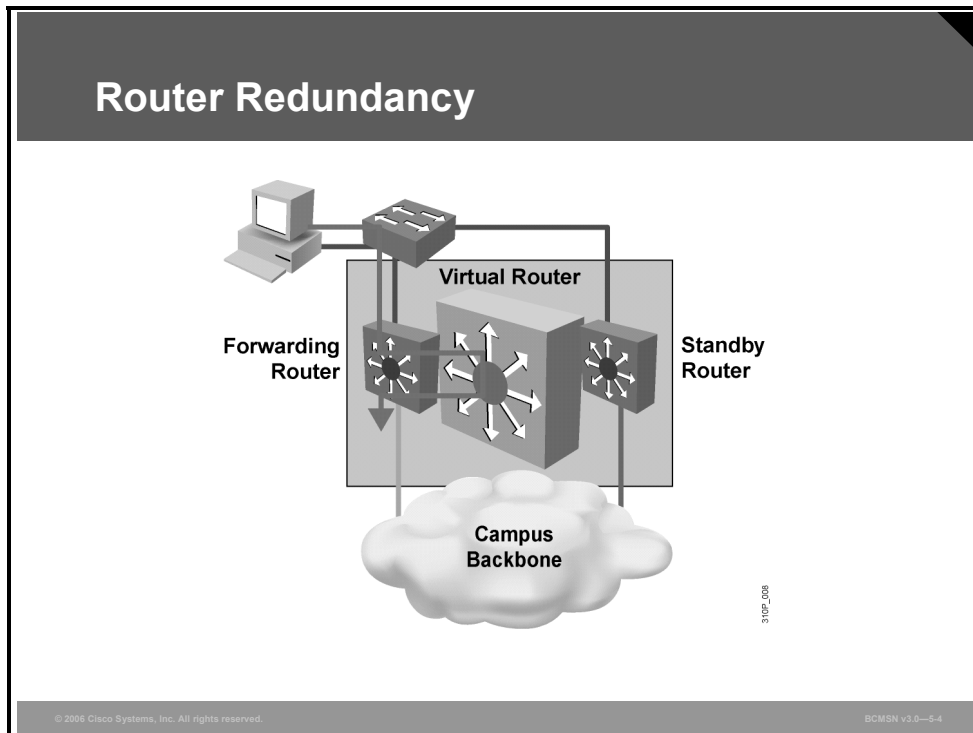 Router Redundancy
Virtual Router
Forwarding
Router
Standby
Router
Campus
Backbone
310P_008
© 2006 Cisco Systems, Inc. All rights reserved.
BCMSN v3.0—5-4